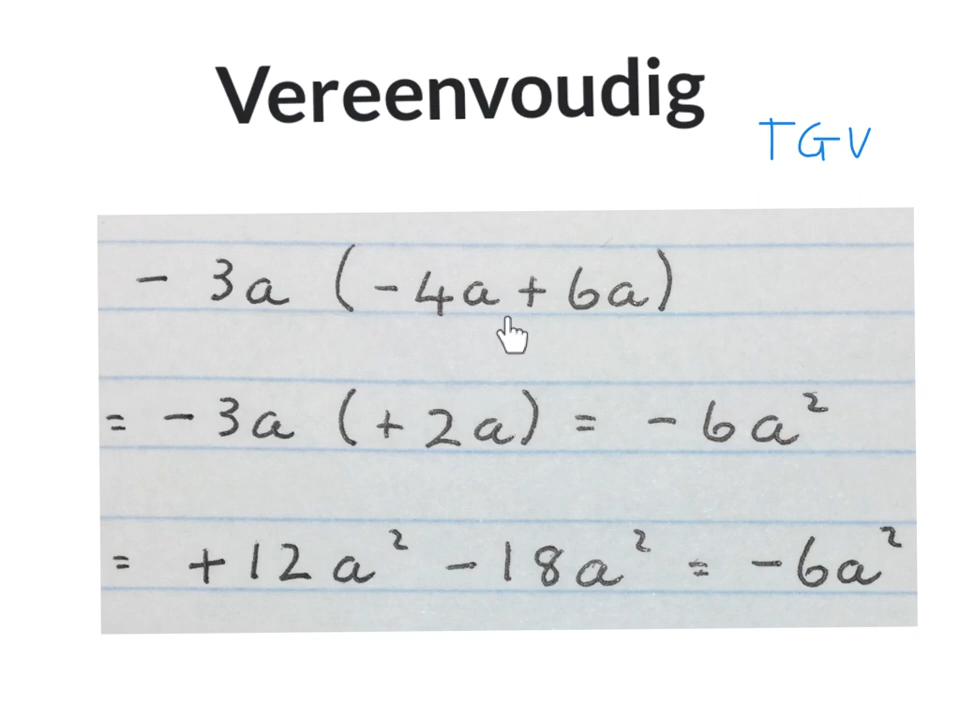 Vereenvoudig
TGV
- 3a (-4a + 6a)
= - 3a (+ 2a) = - 6a²
= + 12a² - 18a² = - 6a²